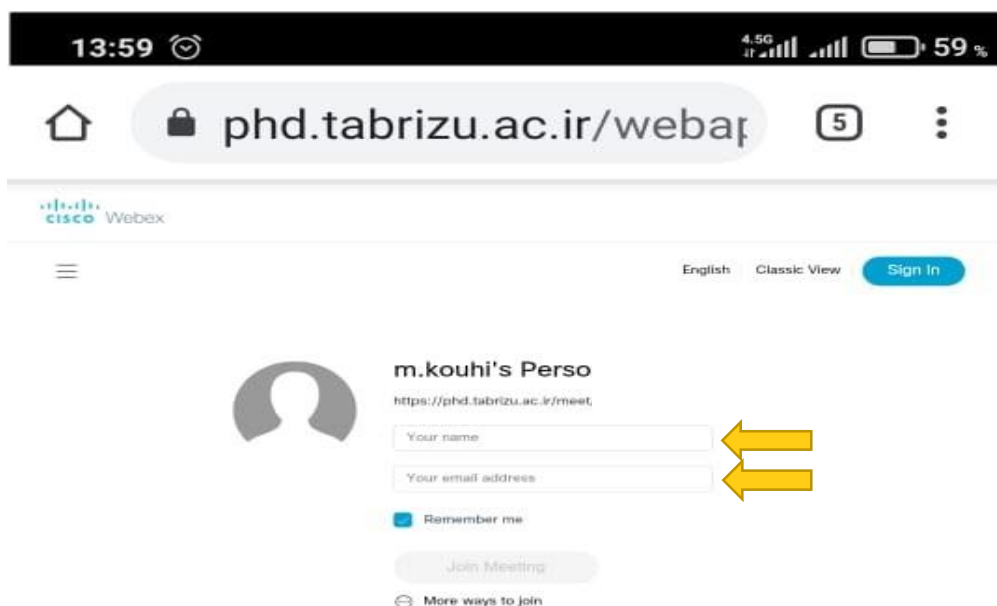 13:59 4.5G 59 %
phd.tabrizu.ac.ir/webap 5
cisco Webex
English Classic View Sign In
m.kouhi's Perso
https://phd.tabrizu.ac.ir/meet,
Your name
Your email address
Remember me
Join Meeting
More ways to join